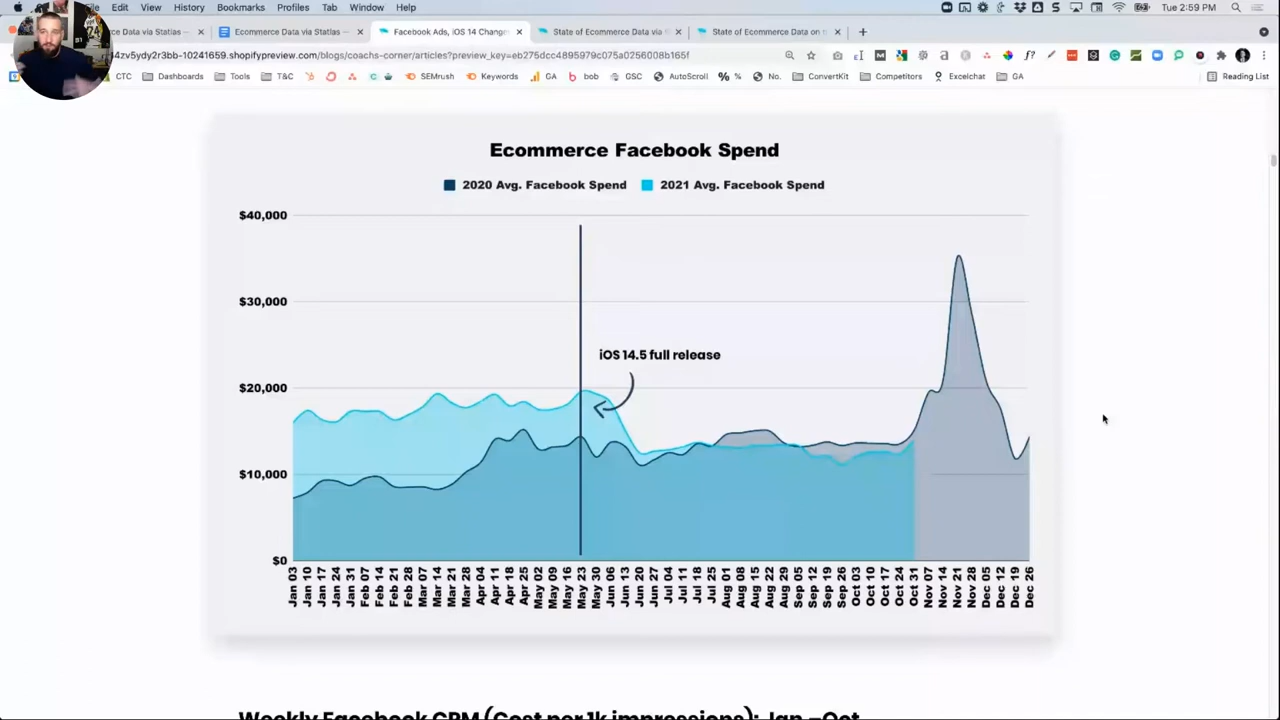 Edit View History Bookmarks Profiles Tab Window Help Tue 2:59 PM
ce Data via Statlas — × Ecommerce Data via Statlas — × Facebook Ads, iOS 14 Change × State of Ecommerce Data via × State of Ecommerce Data on × +
4zv5ydy2r3bb-10241659.shopifypreview.com/blogs/coachs-corner/articles?preview_key=eb275dcc4895979c075a0256008b165f
CTC Dashboards Tools T&C SEMrush Keywords GA bob GSC AutoScroll % No. ConvertKit Competitors Excelchat GA Reading List
Ecommerce Facebook Spend
2020 Avg. Facebook Spend 2021 Avg. Facebook Spend
$40,000
$30,000
iOS 14.5 full release
$20,000
$10,000
$0
Jan 03 Jan 10 Jan 17 Jan 24 Jan 31 Feb 07 Feb 14 Feb 21 Feb 28 Mar 07 Mar 14 Mar 21 Mar 28 Apr 04 Apr 11 Apr 18 Apr 25 May 02 May 09 May 16 May 23 May 30 Jun 06 Jun 13 Jun 20 Jun 27 Jul 04 Jul 11 Jul 18 Jul 25 Aug 01 Aug 08 Aug 15 Aug 22 Aug 29 Sep 05 Sep 12 Sep 19 Sep 26 Oct 03 Oct 10 Oct 17 Oct 24 Oct 31 Nov 07 Nov 14 Nov 21 Nov 28 Dec 05 Dec 12 Dec 19 Dec 26
Weekly Facebook CPM (Cost per 1k impressions): Jan –Oct